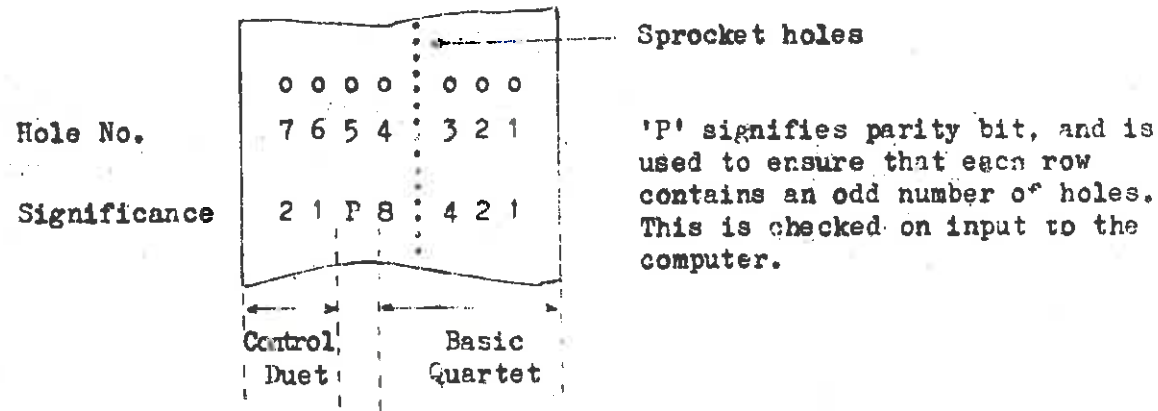 Sprocket holes
o o o o o o o
Hole No. 7 6 5 4 3 2 1
'P' signifies parity bit, and is
used to ensure that each row
contains an odd number of holes.
This is checked on input to the
computer.
Significance 2 1 P 8 4 2 1
Control Basic
Duet Quartet